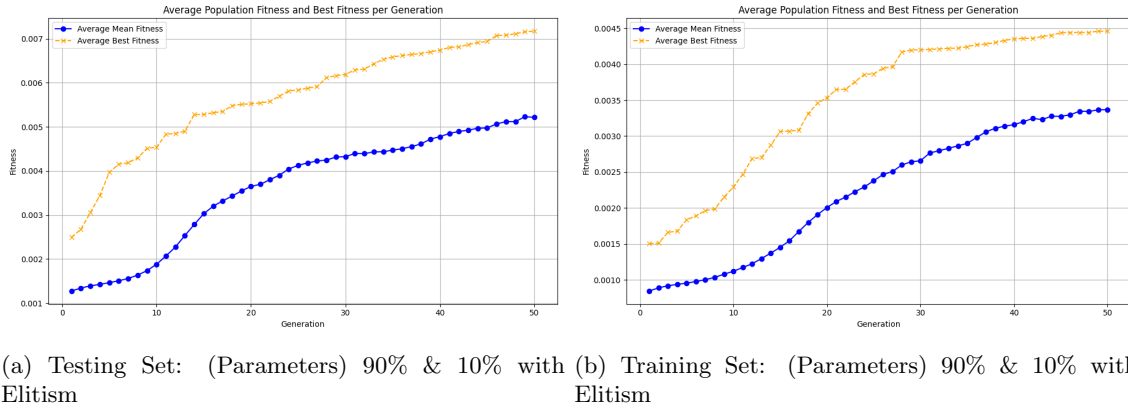 Average Population Fitness and Best Fitness per Generation
Average Mean Fitness
Average Best Fitness
0.007
0.006
0.005
0.004
0.003
0.002
0.001
Fitness
0 10 20 30 40 50
Generation
(a) Testing Set: (Parameters) 90% & 10% with
Elitism
Average Population Fitness and Best Fitness per Generation
Average Mean Fitness
Average Best Fitness
0.0045
0.0040
0.0035
0.0030
0.0025
0.0020
0.0015
0.0010
Fitness
0 10 20 30 40 50
Generation
(b) Training Set: (Parameters) 90% & 10% with
Elitism